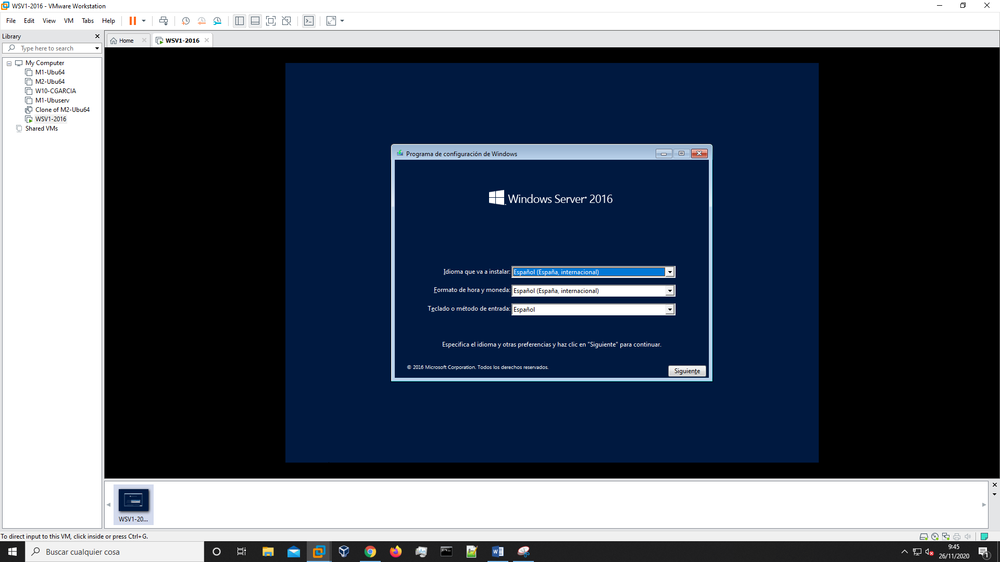 WSV1-2016 - VMware Workstation
File Edit View VM Tabs Help
Library
Type here to search
My Computer
M1-Ubu64
M2-Ubu64
W10-CGARCIA
M1-Ubuserv
Clone of M2-Ubu64
WSV1-2016
Shared VMs
Home
WSV1-2016
Programa de configuración de Windows
Windows Server® 2016
Idioma que va a instalar: Español (España, internacional)
Formato de hora y moneda: Español (España, internacional)
Teclado o método de entrada: Español
Especifica el idioma y otras preferencias y haz clic en "Siguiente" para continuar.
© 2016 Microsoft Corporation. Todos los derechos reservados.
Siguiente
WSV1-20...
To direct input to this VM, click inside or press Ctrl+G.
Buscar cualquier cosa
9:45
26/11/2020
1